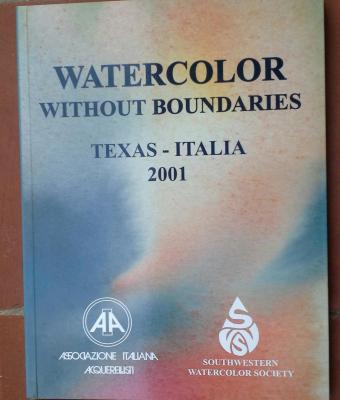 WATERCOLOR
WITHOUT BOUNDARIES
TEXAS - ITALIA
2001
AIA
ASSOCIAZIONE ITALIANA
ACQUERELLISTI
SWS
SOUTHWESTERN
WATERCOLOR SOCIETY